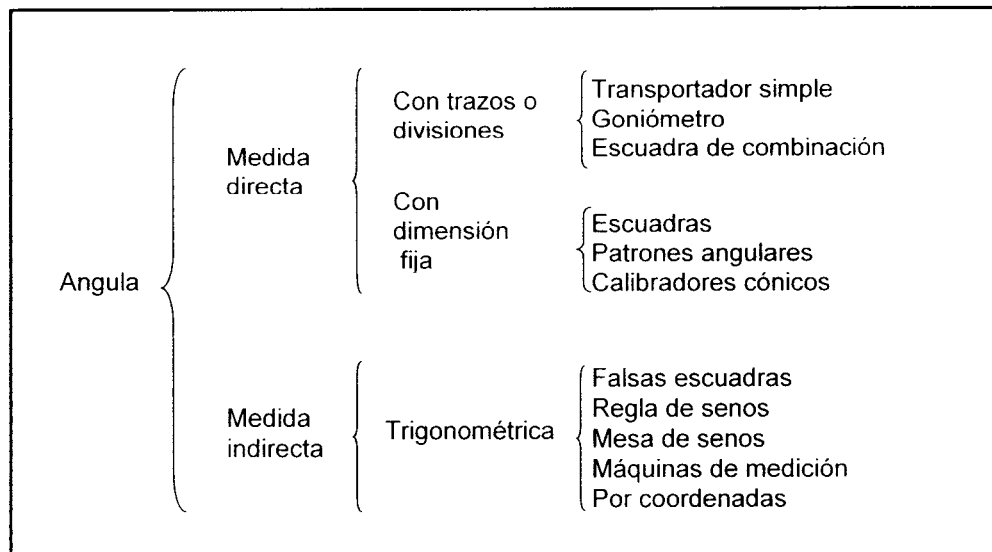 Angula
Medida
directa
Con trazos o
divisiones
Transportador simple
Goniómetro
Escuadra de combinación
Con
dimensión
fija
Escuadras
Patrones angulares
Calibradores cónicos
Medida
indirecta
Trigonométrica
Falsas escuadras
Regla de senos
Mesa de senos
Máquinas de medición
Por coordenadas